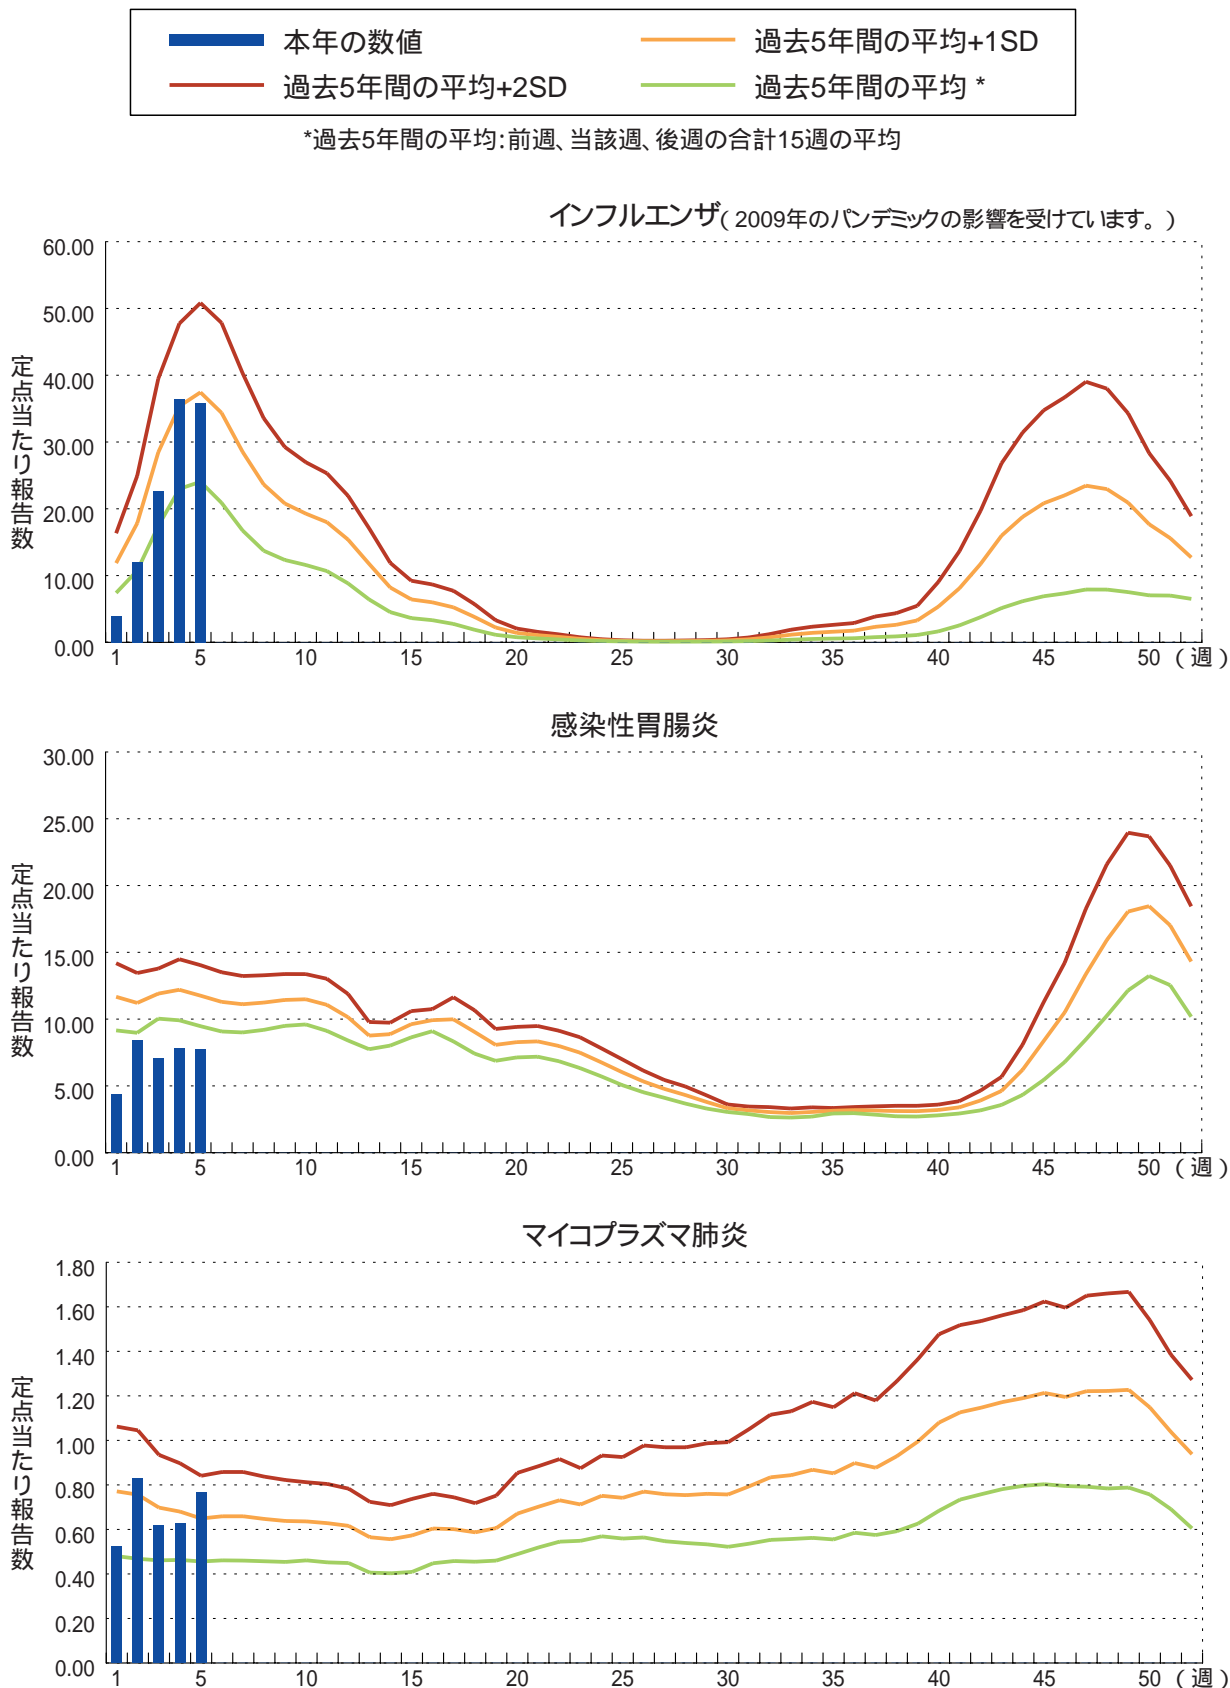 本年の数値
過去5年間の平均+1SD
過去5年間の平均+2SD
過去5年間の平均 *
*過去5年間の平均:前週、当該週、後週の合計15週の平均
インフルエンザ( 2009年のパンデミックの影響を受けています。 )
定点当たり報告数
60.00
50.00
40.00
30.00
20.00
10.00
0.00
1 5 10 15 20 25 30 35 40 45 50 (週)
感染性胃腸炎
定点当たり報告数
30.00
25.00
20.00
15.00
10.00
5.00
0.00
1 5 10 15 20 25 30 35 40 45 50 (週)
マイコプラズマ肺炎
定点当たり報告数
1.80
1.60
1.40
1.20
1.00
0.80
0.60
0.40
0.20
0.00
1 5 10 15 20 25 30 35 40 45 50 (週)